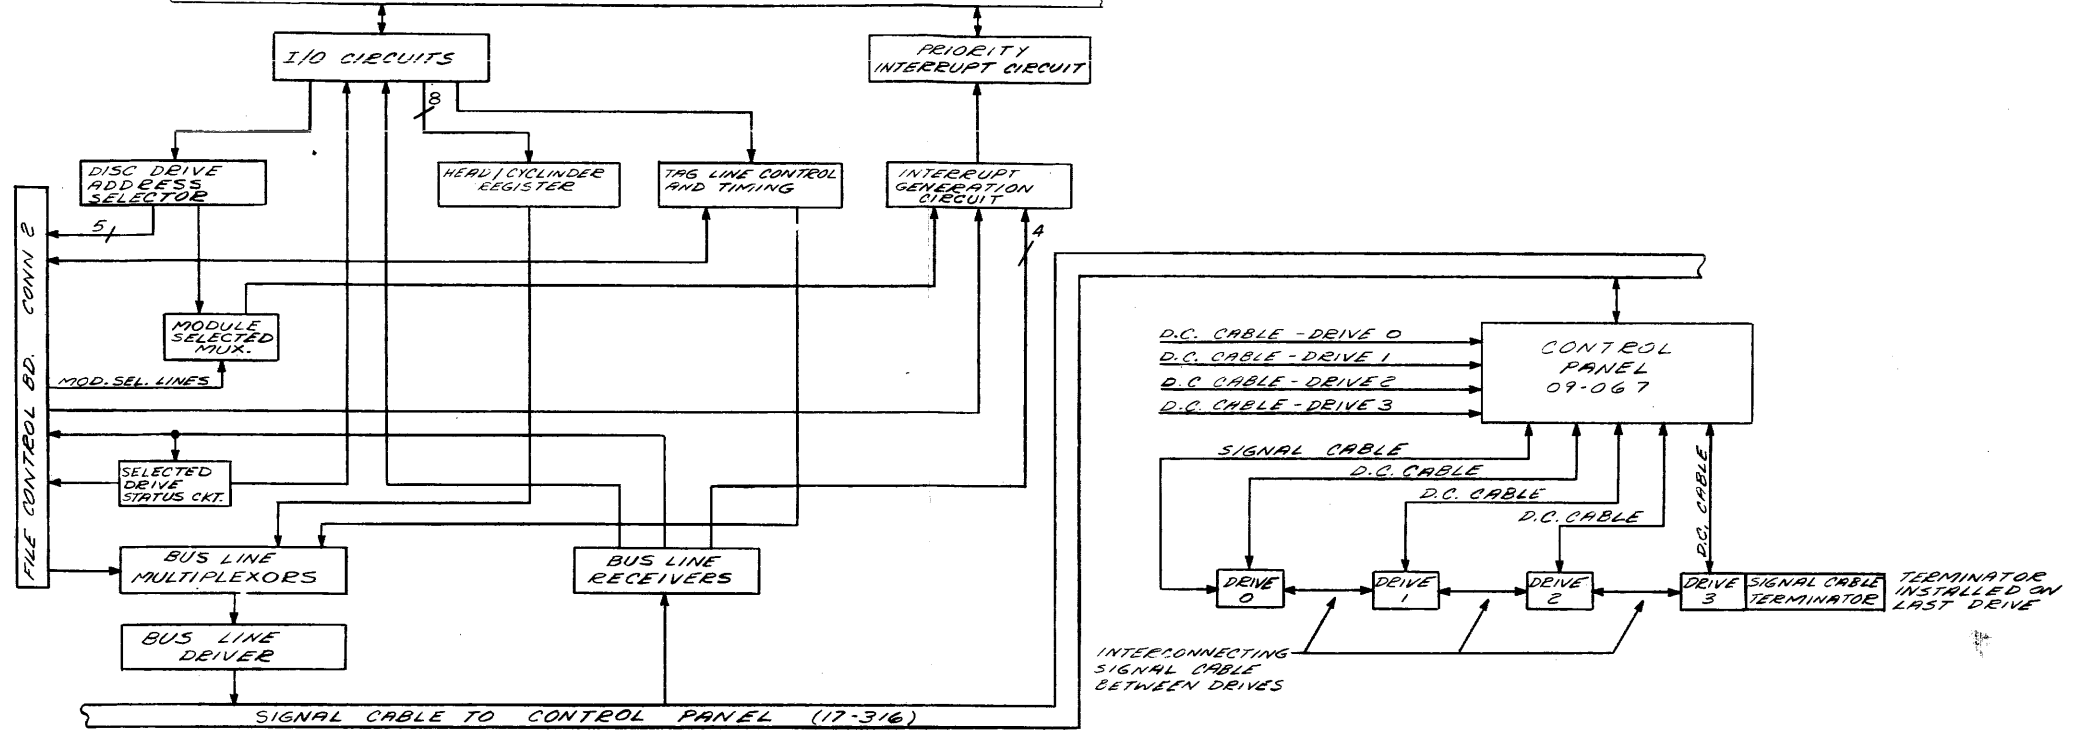 I/O CIRCUITS
PRIORITY
INTERRUPT CIRCUIT
8
DISC DRIVE
ADDRESS
SELECTOR
HEAD/CYLINDER
REGISTER
TAG LINE CONTROL
AND TIMING
INTERRUPT
GENERATION
CIRCUIT
5
4
FILE CONTROL BD. CONN 2
MODULE
SELECTED
MUX.
MOD. SEL. LINES
SELECTED
DRIVE
STATUS CKT.
BUS LINE
MULTIPLEXORS
BUS LINE
RECEIVERS
BUS LINE
DRIVER
SIGNAL CABLE TO CONTROL PANEL (17-316)
D.C. CABLE - DRIVE 0
D.C. CABLE - DRIVE 1
D.C CABLE - DRIVE 2
D.C. CABLE - DRIVE 3
CONTROL
PANEL
09-067
SIGNAL CABLE
D.C. CABLE
D.C. CABLE
D.C. CABLE
D.C. CABLE
DRIVE
0
DRIVE
1
DRIVE
2
DRIVE
3
SIGNAL CABLE
TERMINATOR
TERMINATOR
INSTALLED ON
LAST DRIVE
INTERCONNECTING
SIGNAL CABLE
BETWEEN DRIVES